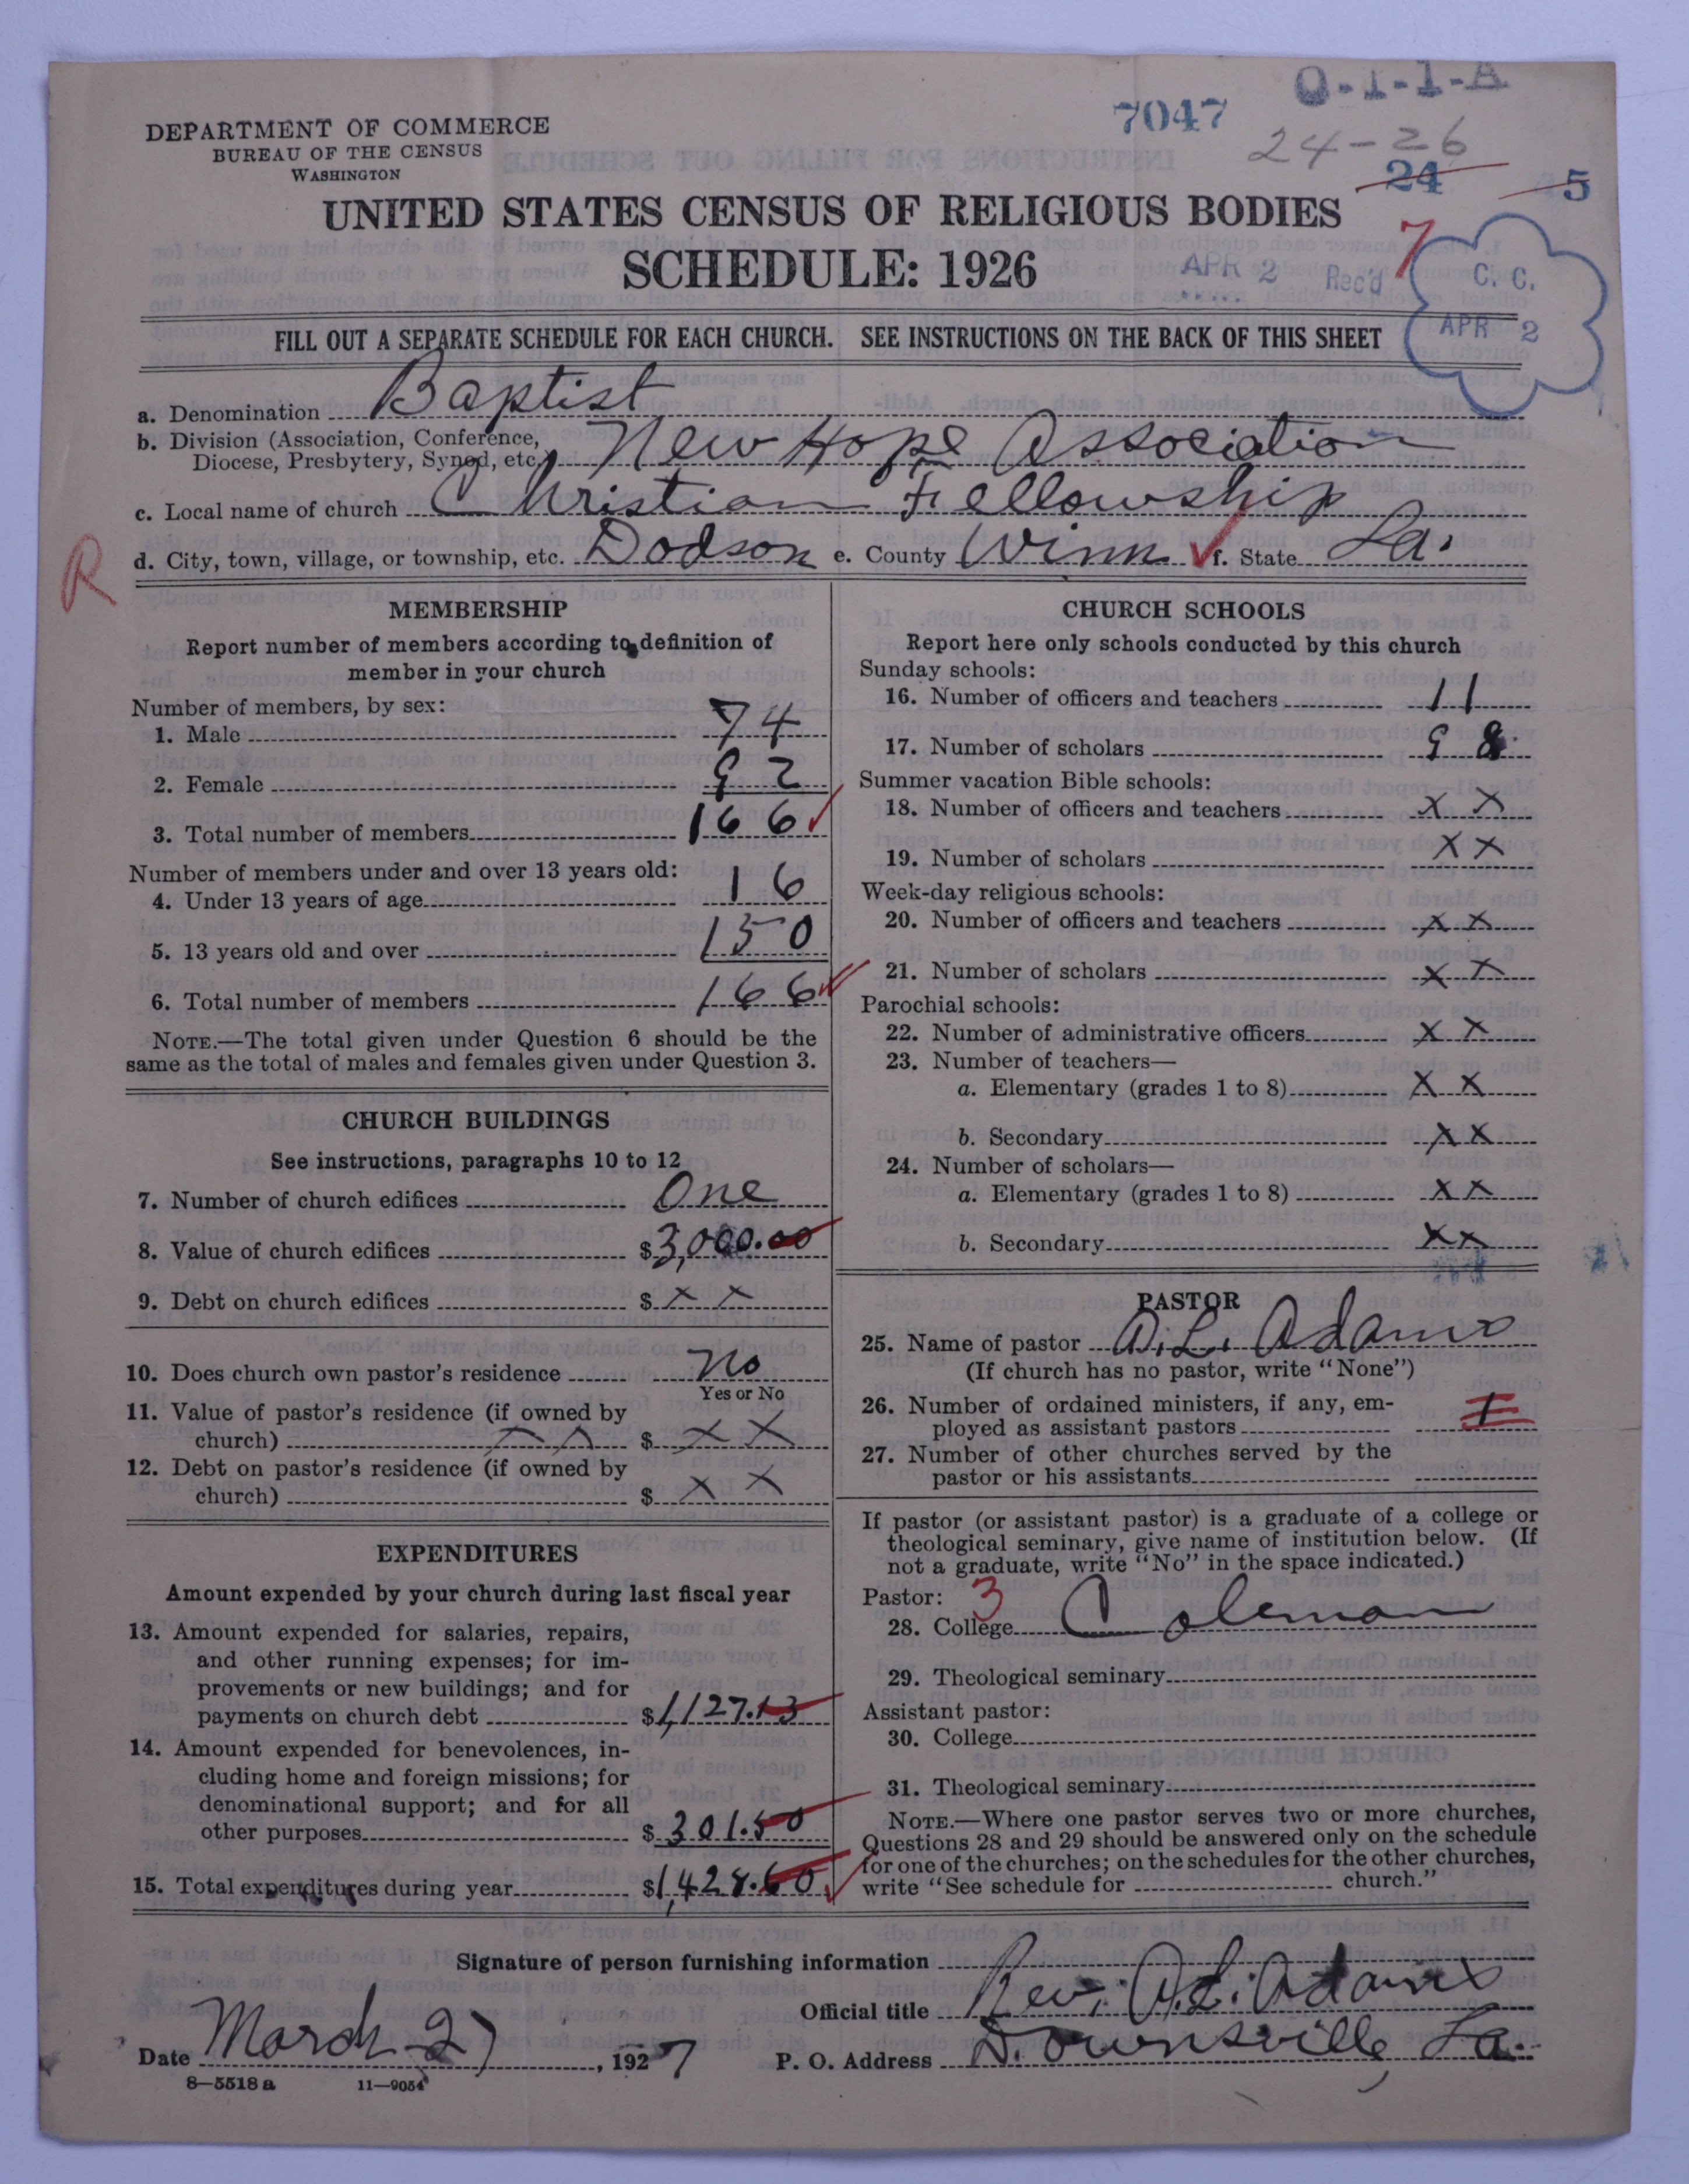 7047
O-1-1-A
24-26
24
5
DEPARTMENT OF COMMERCE
BUREAU OF THE CENSUS
WASHINGTON
UNITED STATES CENSUS OF RELIGIOUS BODIES
SCHEDULE: 1926
APR 2 Rec'd
7
C. C.
APR 2
FILL OUT A SEPARATE SCHEDULE FOR EACH CHURCH. SEE INSTRUCTIONS ON THE BACK OF THIS SHEET
a. Denomination Baptist
b. Division (Association, Conference,
Diocese, Presbytery, Synod, etc.) New Hope Association
c. Local name of church Christian Fellowship
R
d. City, town, village, or township, etc. Dodson e. County Winn f. State La.
MEMBERSHIP
Report number of members according to definition of
member in your church
Number of members, by sex:
1. Male 74
2. Female 92
3. Total number of members 166
Number of members under and over 13 years old:
4. Under 13 years of age 16
5. 13 years old and over 150
6. Total number of members 166
NOTE.—The total given under Question 6 should be the
same as the total of males and females given under Question 3.
CHURCH BUILDINGS
See instructions, paragraphs 10 to 12
7. Number of church edifices One
8. Value of church edifices $3,000.00
9. Debt on church edifices $ x x
10. Does church own pastor's residence No
Yes or No
11. Value of pastor's residence (if owned by
church) x x $ x x
12. Debt on pastor's residence (if owned by
church) $ x x
EXPENDITURES
Amount expended by your church during last fiscal year
13. Amount expended for salaries, repairs,
and other running expenses; for im-
provements or new buildings; and for
payments on church debt $1,127.13
14. Amount expended for benevolences, in-
cluding home and foreign missions; for
denominational support; and for all
other purposes $301.50
15. Total expenditures during year $1,428.60
CHURCH SCHOOLS
Report here only schools conducted by this church
Sunday schools:
16. Number of officers and teachers 11
17. Number of scholars 98
Summer vacation Bible schools:
18. Number of officers and teachers x x
19. Number of scholars x x
Week-day religious schools:
20. Number of officers and teachers x x
21. Number of scholars x x
Parochial schools:
22. Number of administrative officers x x
23. Number of teachers—
a. Elementary (grades 1 to 8) x x
b. Secondary x x
24. Number of scholars—
a. Elementary (grades 1 to 8) x x
b. Secondary x x
PASTOR
25. Name of pastor A. L. Adams
(If church has no pastor, write "None")
26. Number of ordained ministers, if any, em-
ployed as assistant pastors 1
27. Number of other churches served by the
pastor or his assistants
If pastor (or assistant pastor) is a graduate of a college or
theological seminary, give name of institution below. (If
not a graduate, write "No" in the space indicated.)
Pastor: 3
28. College Coleman
29. Theological seminary
Assistant pastor:
30. College
31. Theological seminary
NOTE.—Where one pastor serves two or more churches,
Questions 28 and 29 should be answered only on the schedule
for one of the churches; on the schedules for the other churches,
write "See schedule for church."
Signature of person furnishing information
Official title Rev. A. L. Adams
Date March 27, 1927 P. O. Address Downsville, La.
8—5518 a 11—9054